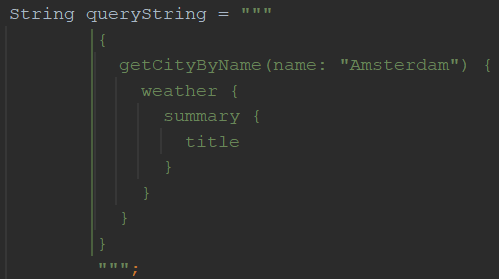 String queryString = """
{
getCityByName(name: "Amsterdam") {
weather {
summary {
title
}
}
}
}
""";